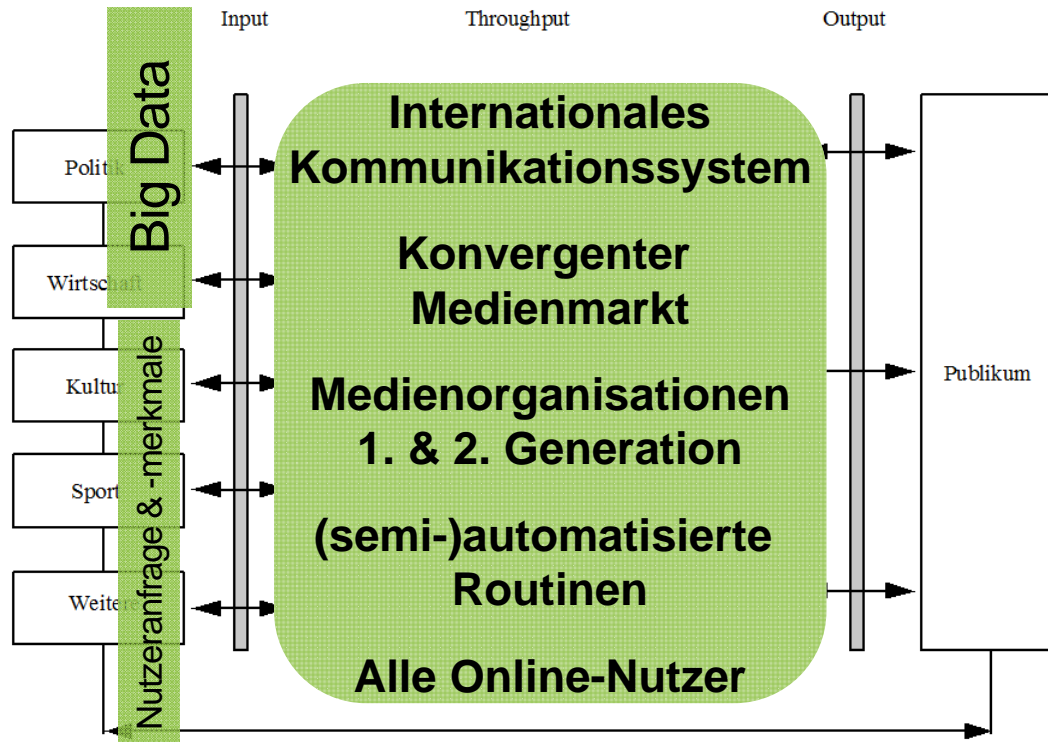 Input
Throughput
Output
Big Data
Nutzeranfrage & -merkmale
Politik
Wirtschaft
Kultur
Sport
Weitere
Internationales
Kommunikationssystem
Konvergenter
Medienmarkt
Medienorganisationen
1. & 2. Generation
(semi-)automatisierte
Routinen
Alle Online-Nutzer
Publikum